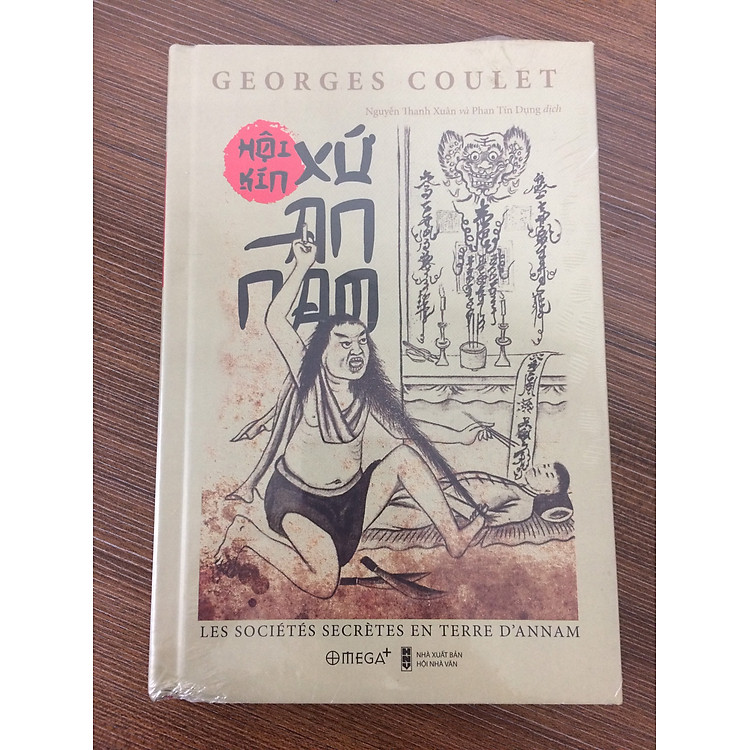 GEORGES COULET
Nguyễn Thanh Xuân và Phan Tín Dụng dịch
HỘI
KÍN
XỨ
AN
NAM
LES SOCIÉTÉS SECRÈTES EN TERRE D'ANNAM
OMEGA+
HNV
NHÀ XUẤT BẢN
HỘI NHÀ VĂN